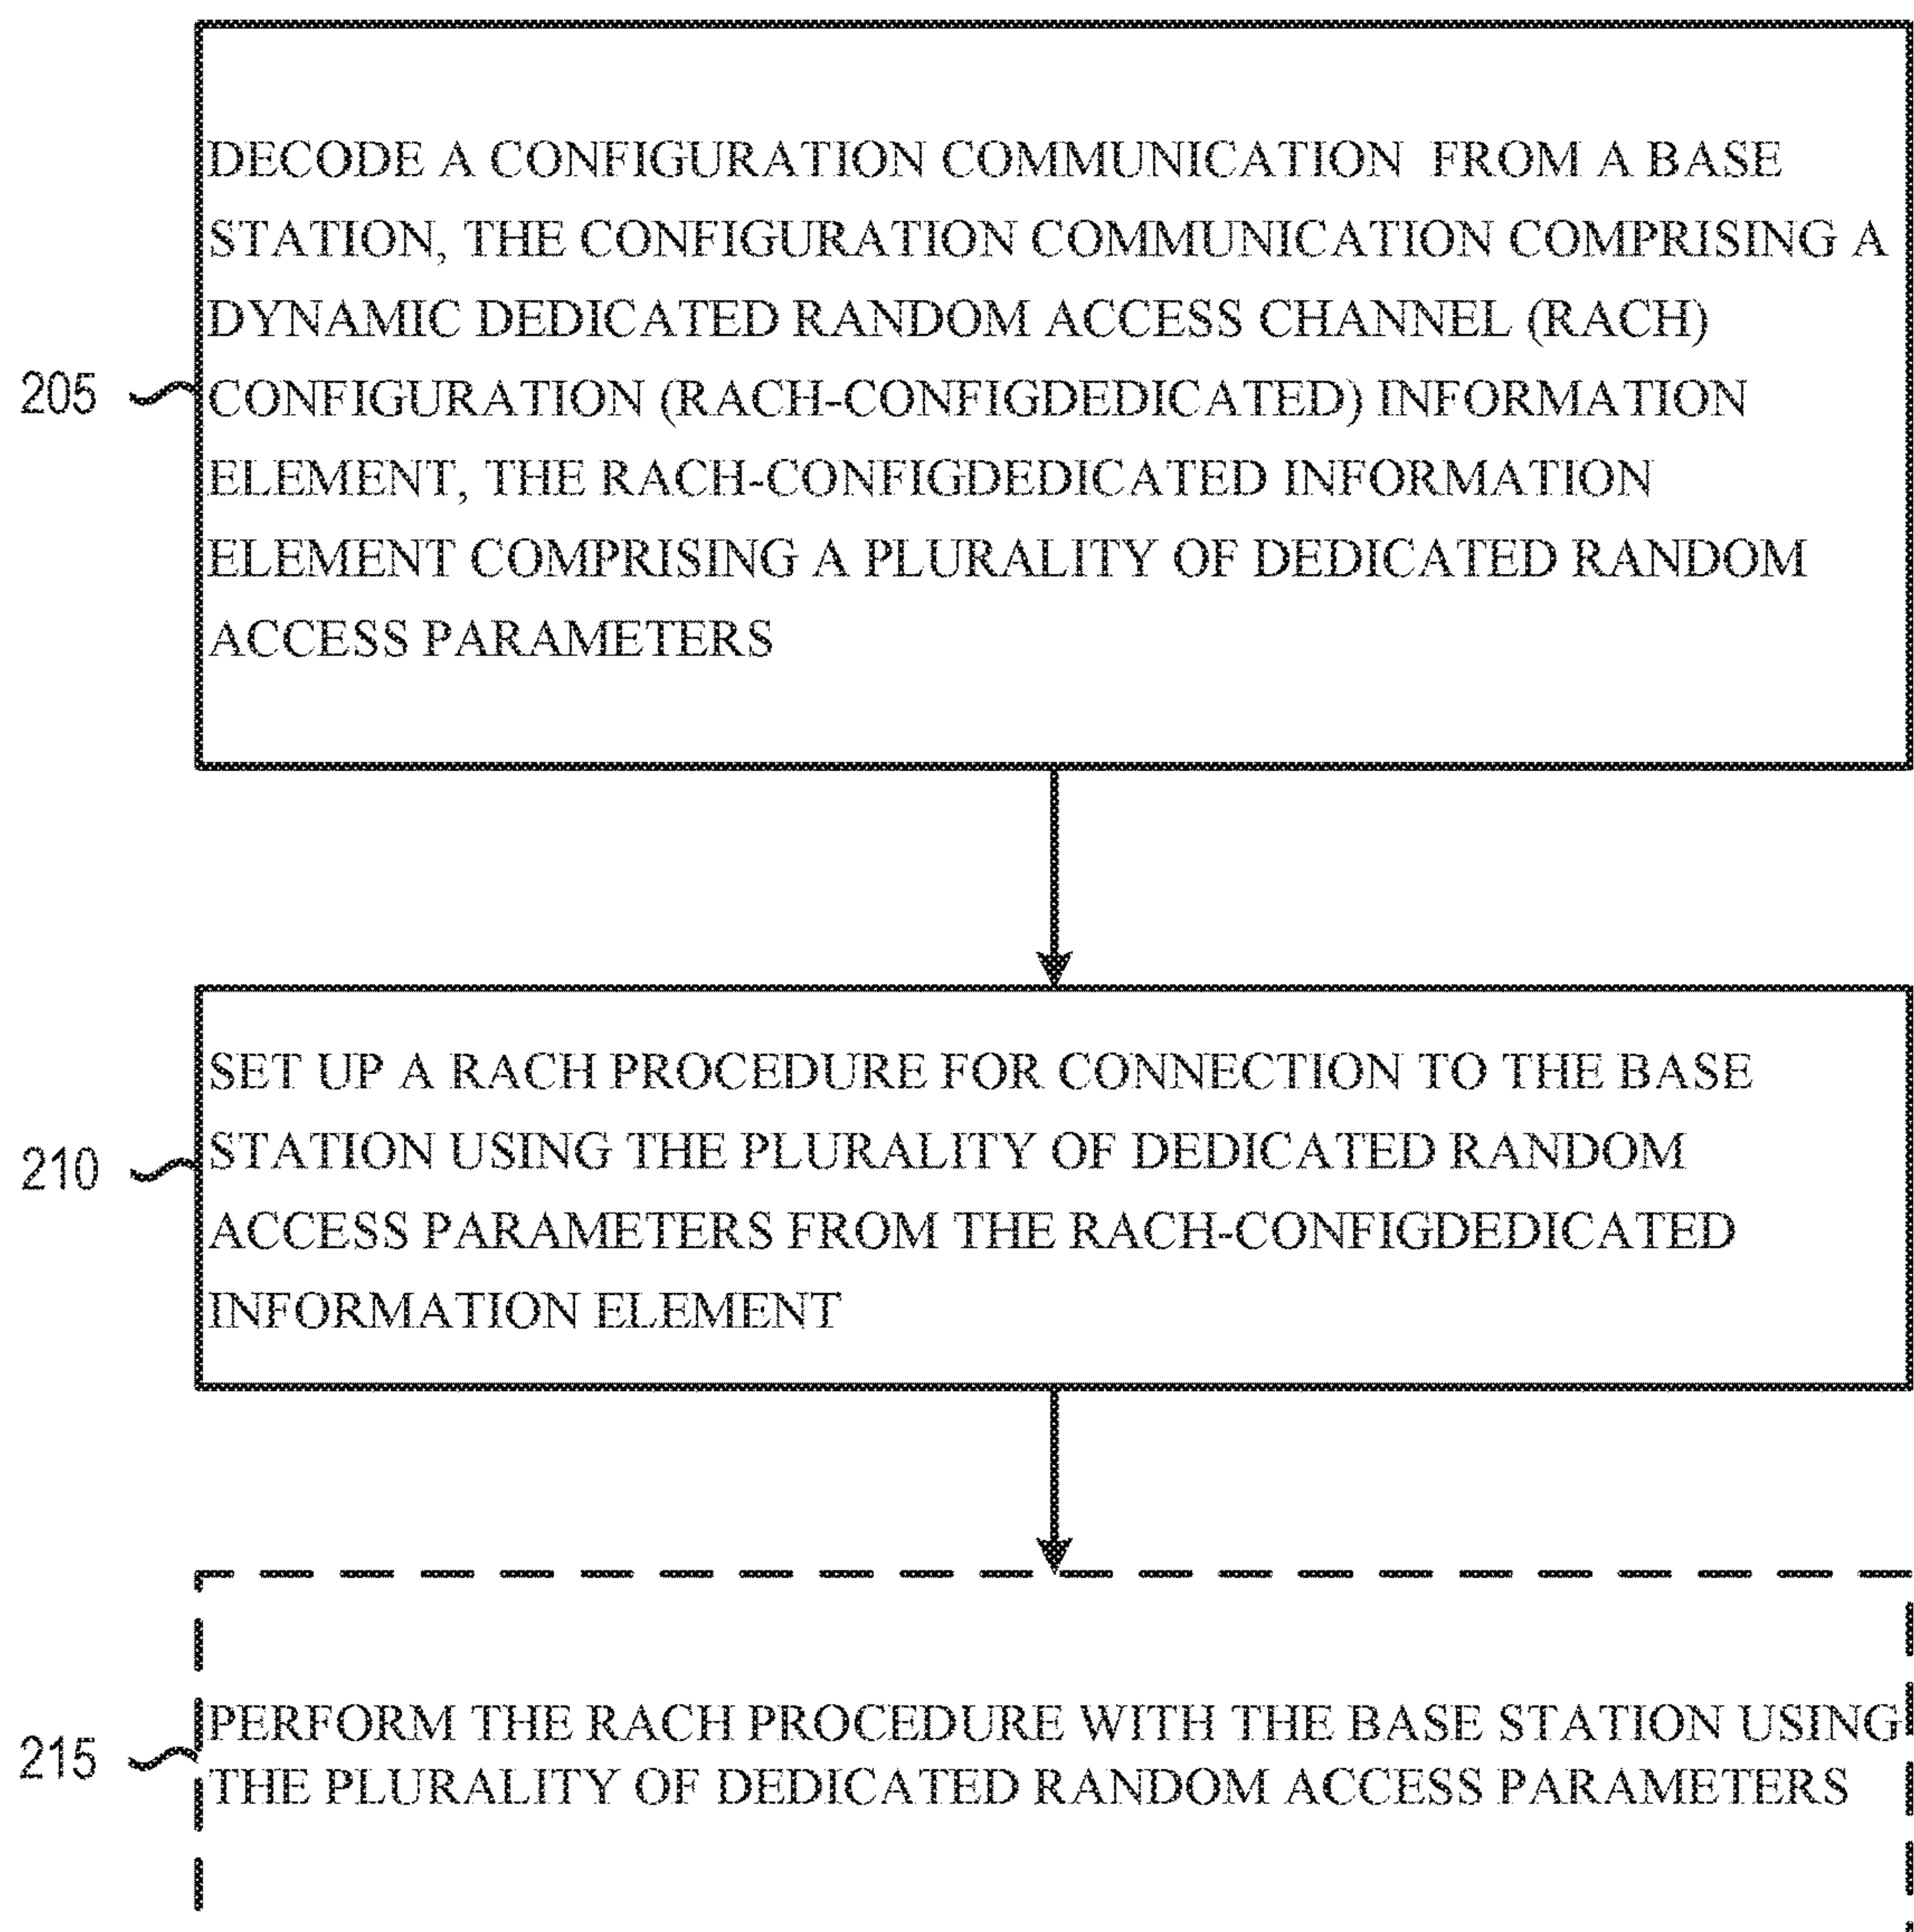 DECODE A CONFIGURATION COMMUNICATION FROM A BASE
STATION, THE CONFIGURATION COMMUNICATION COMPRISING A
DYNAMIC DEDICATED RANDOM ACCESS CHANNEL (RACH)
205 CONFIGURATION (RACH-CONFIGDEDICATED) INFORMATION
ELEMENT, THE RACH-CONFIGDEDICATED INFORMATION
ELEMENT COMPRISING A PLURALITY OF DEDICATED RANDOM
ACCESS PARAMETERS
SET UP A RACH PROCEDURE FOR CONNECTION TO THE BASE
210 STATION USING THE PLURALITY OF DEDICATED RANDOM
ACCESS PARAMETERS FROM THE RACH-CONFIGDEDICATED
INFORMATION ELEMENT
PERFORM THE RACH PROCEDURE WITH THE BASE STATION USING
215 THE PLURALITY OF DEDICATED RANDOM ACCESS PARAMETERS